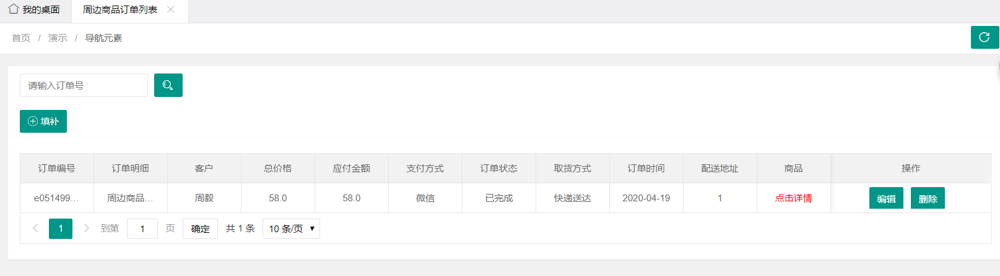 我的桌面 周边商品订单列表
首页 / 演示 / 导航元素
请输入订单号
填补
订单编号 订单明细 客户 总价格 应付金额 支付方式 订单状态 取货方式 订单时间 配送地址 商品 操作
e051499... 周边商品... 周毅 58.0 58.0 微信 已完成 快递送达 2020-04-19 1 点击详情 编辑 删除
1 到第 1 页 确定 共 1 条 10 条/页